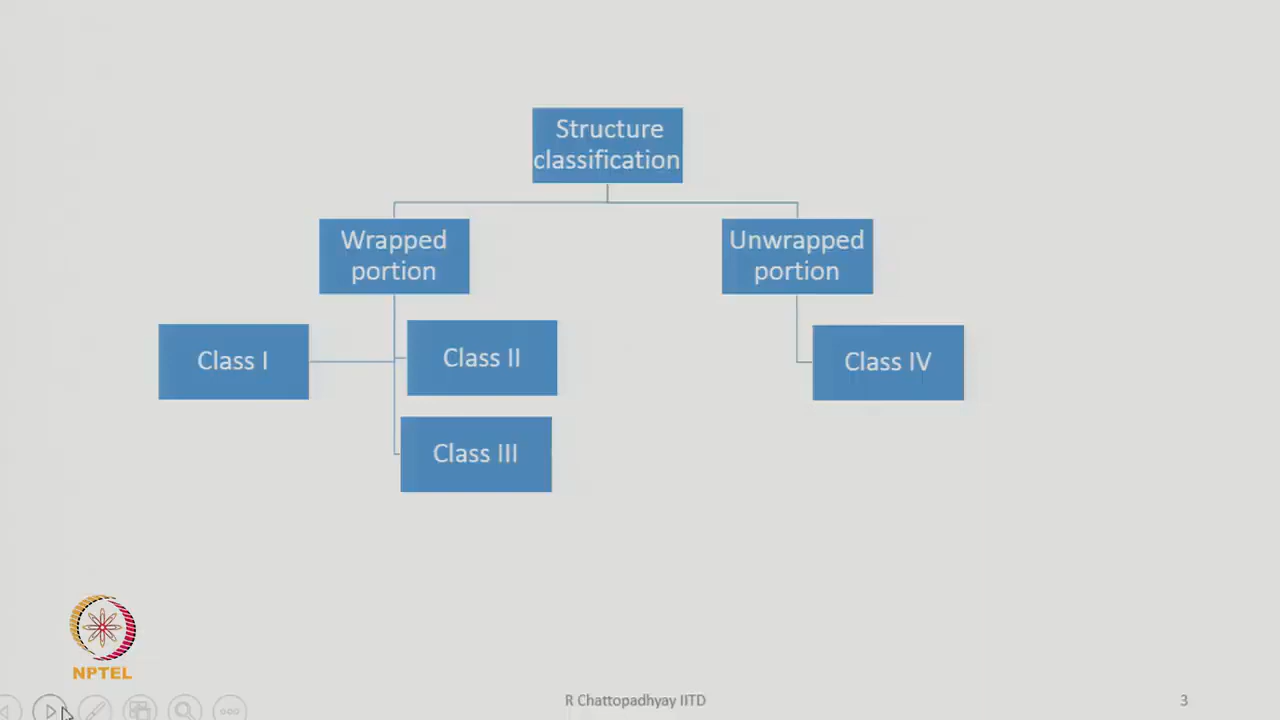 Structure
classification
Wrapped
portion
Unwrapped
portion
Class I
Class II
Class IV
Class III
NPTEL
R Chattopadhyay IITD
3